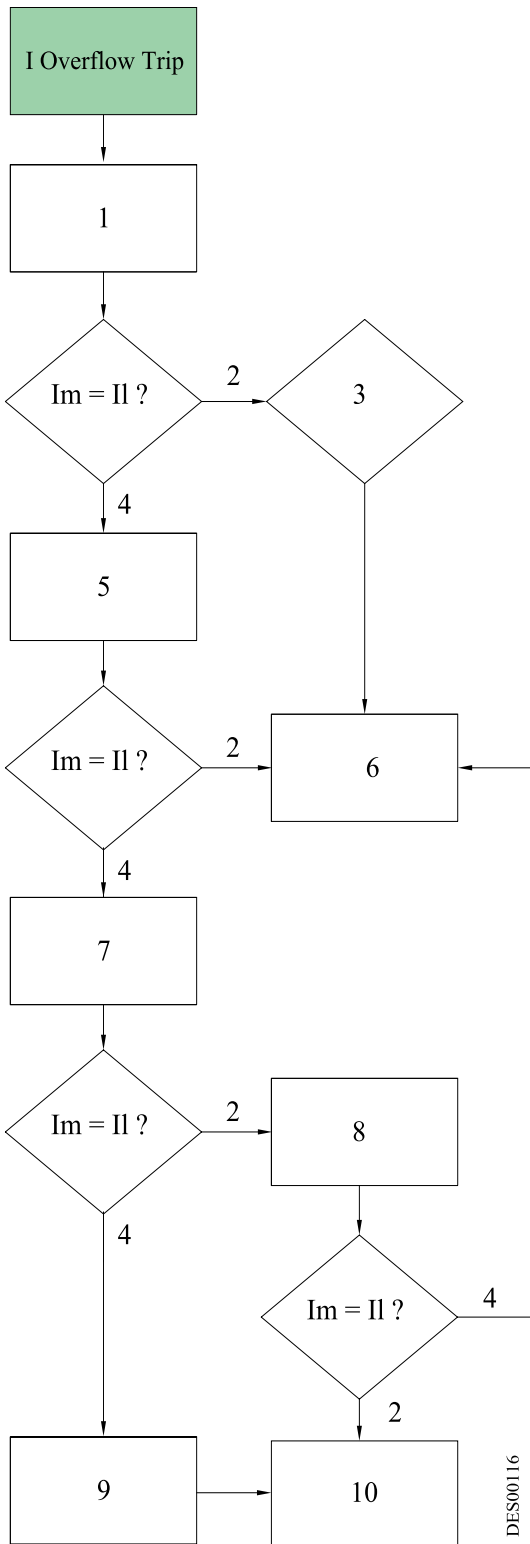 I Overflow Trip
1
Im = Il ?
2
3
4
5
Im = Il ?
2
6
4
7
Im = Il ?
2
8
4
Im = Il ?
4
2
9
10
DES00116